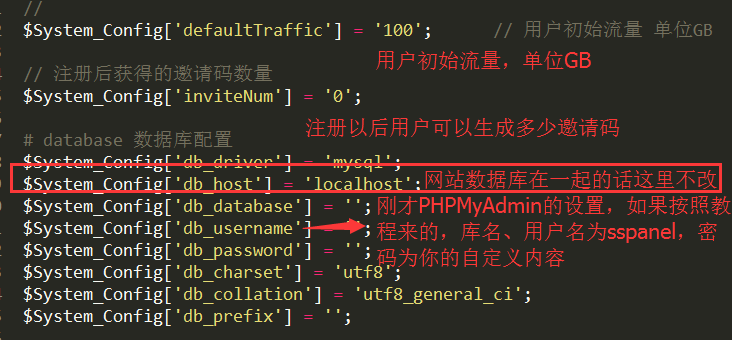 //
$System_Config['defaultTraffic'] = '100';      // 用户初始流量 单位GB
用户初始流量，单位GB
// 注册后获得的邀请码数量
$System_Config['inviteNum'] = '0';
注册以后用户可以生成多少邀请码
# database 数据库配置
$System_Config['db_driver'] = 'mysql';
$System_Config['db_host'] = 'localhost'; 网站数据库在一起的话这里不改
$System_Config['db_database'] = '';
$System_Config['db_username'] = '';
$System_Config['db_password'] = '';
刚才PHPMyAdmin的设置，如果按照教
程来的，库名、用户名为sspanel，密
码为你的自定义内容
$System_Config['db_charset'] = 'utf8';
$System_Config['db_collation'] = 'utf8_general_ci';
$System_Config['db_prefix'] = '';